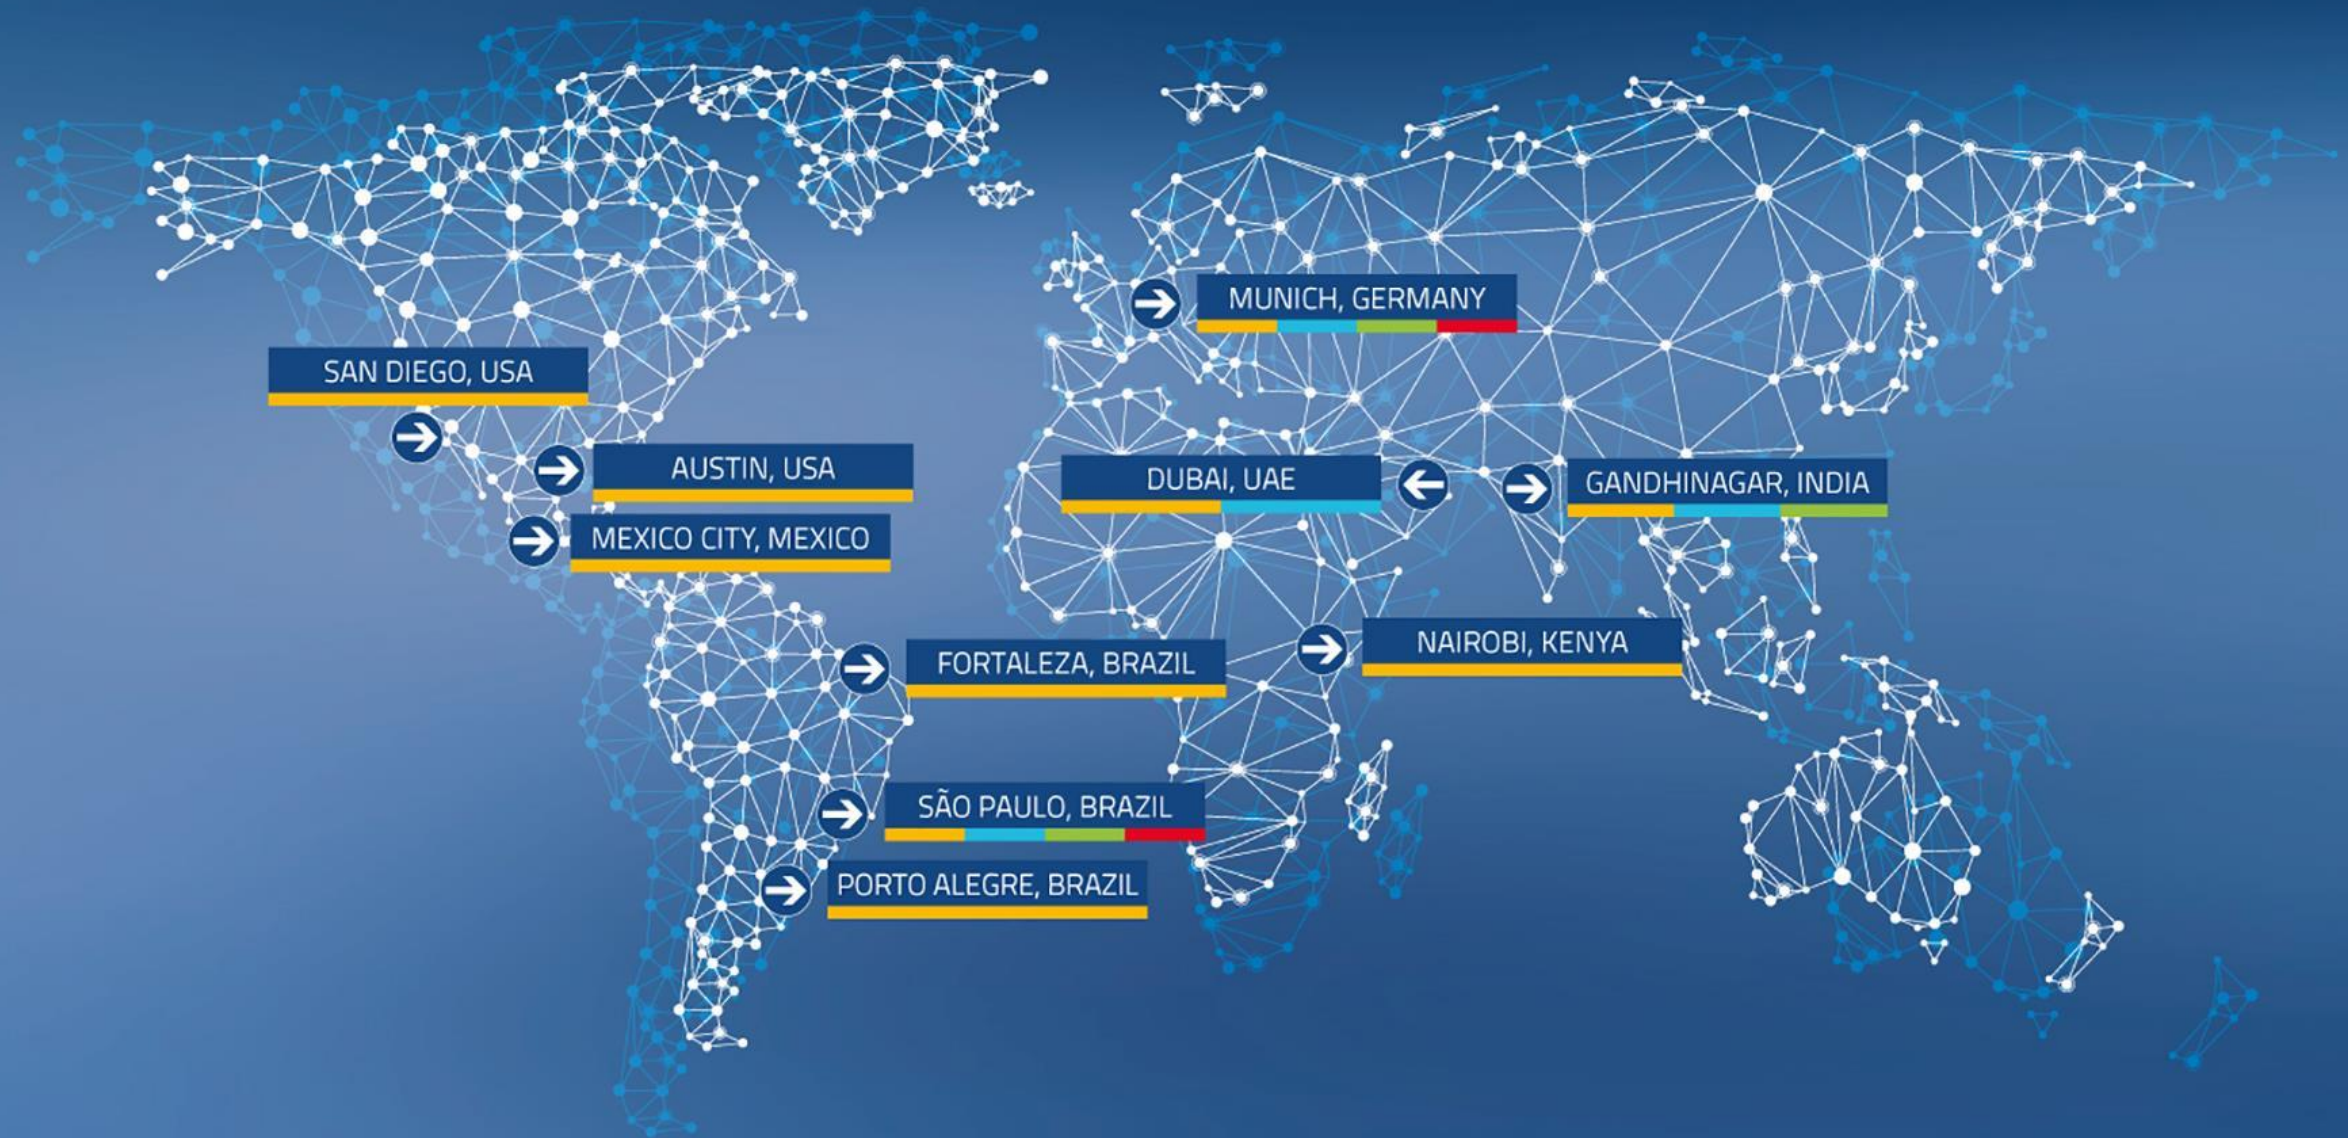 MUNICH, GERMANY
SAN DIEGO, USA
AUSTIN, USA
DUBAI, UAE
GANDHINAGAR, INDIA
MEXICO CITY, MEXICO
NAIROBI, KENYA
FORTALEZA, BRAZIL
SÃO PAULO, BRAZIL
PORTO ALEGRE, BRAZIL